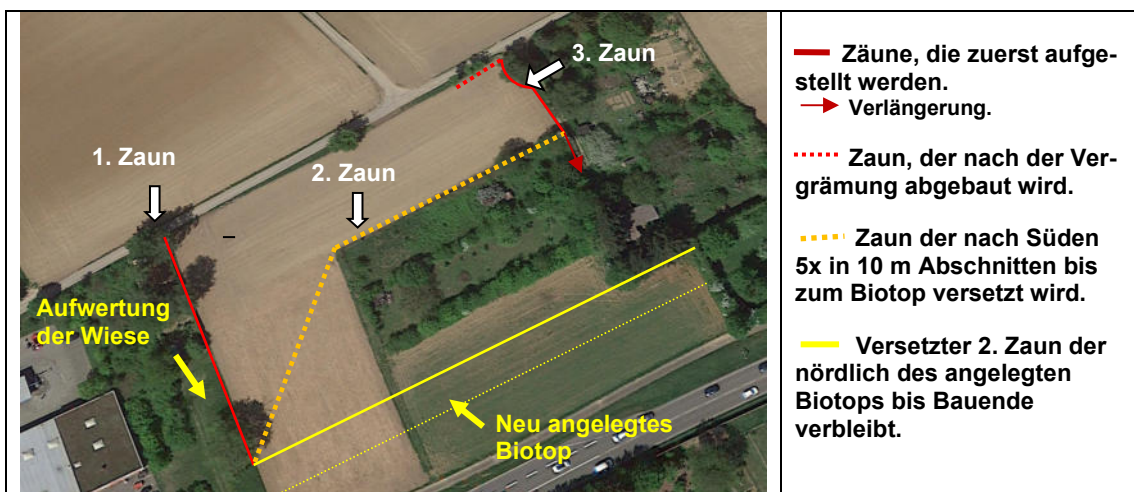 3. Zaun
1. Zaun
2. Zaun
Aufwertung
der Wiese
Neu angelegtes
Biotop
Zäune, die zuerst aufge-
stellt werden.
Verlängerung.
Zaun, der nach der Ver-
grämung abgebaut wird.
Zaun der nach Süden
5x in 10 m Abschnitten bis
zum Biotop versetzt wird.
Versetzter 2. Zaun der
nördlich des angelegten
Biotops bis Bauende
verbleibt.